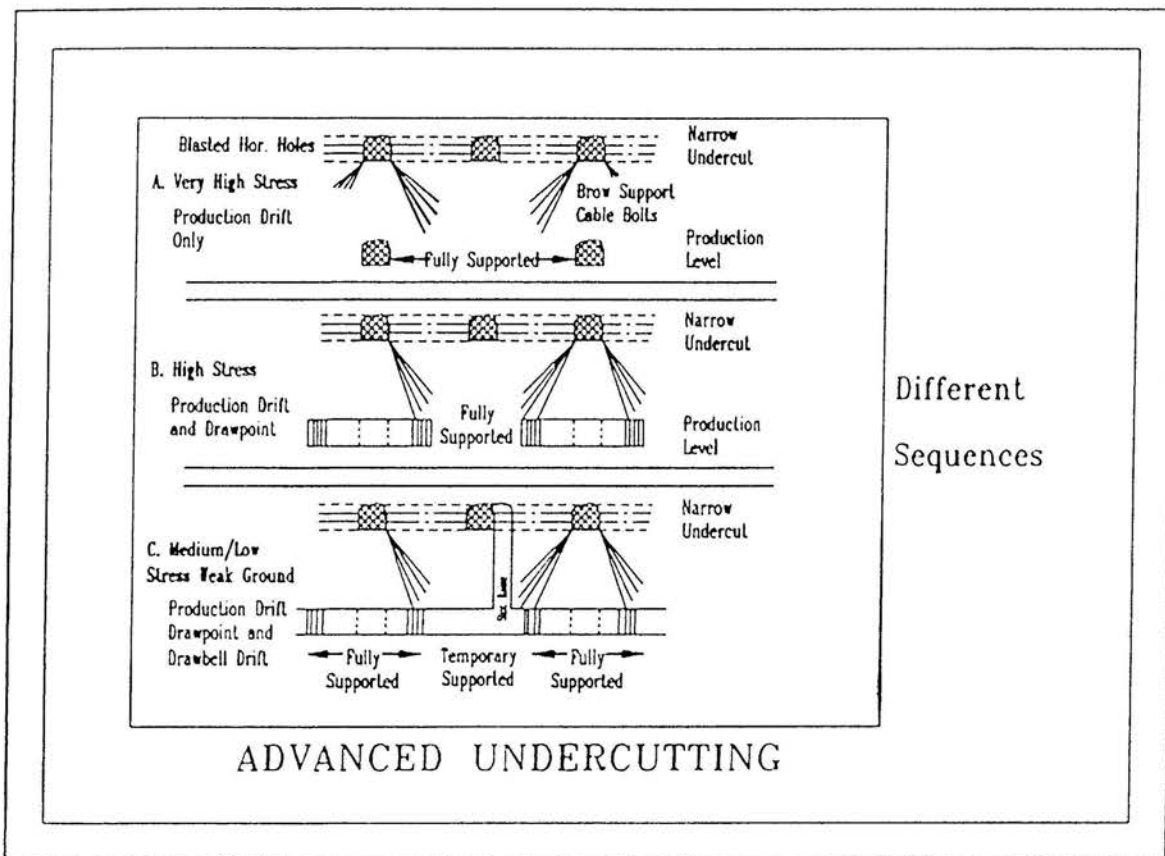 Blasted Hor. Holes
Narrow
Undercut
A. Very High Stress
Production Drift
Only
Brow Support
Cable Bolts
Fully Supported
Production
Level
Narrow
Undercut
B. High Stress
Production Drift
and Drawpoint
Fully
Supported
Production
Level
Narrow
Undercut
C. Medium/Low
Stress Weak Ground
Production Drift
Drawpoint and
Drawbell Drift
Fully
Supported
Temporary
Supported
Fully
Supported
Different
Sequences
ADVANCED UNDERCUTTING